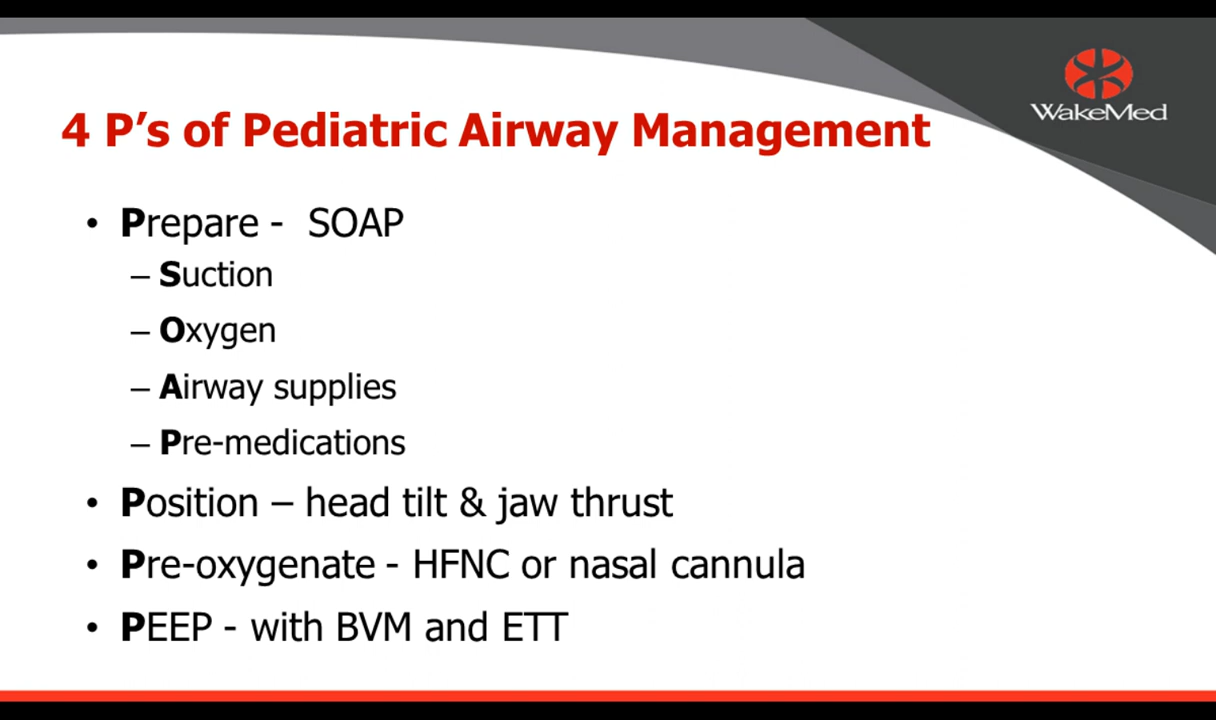 WakeMed
4 P’s of Pediatric Airway Management
• Prepare - SOAP
– Suction
– Oxygen
– Airway supplies
– Pre-medications
• Position – head tilt & jaw thrust
• Pre-oxygenate - HFNC or nasal cannula
• PEEP - with BVM and ETT